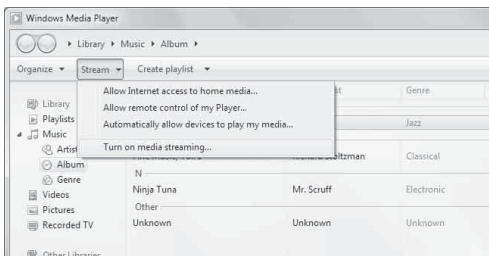 Windows Media Player
Library Music Album
Organize Stream Create playlist
Allow Internet access to home media...
Allow remote control of my Player...
Automatically allow devices to play my media...
Turn on media streaming...
Genre
Library
Playlists
Music
Artist
Album
Genre
Videos
Pictures
Recorded TV
Other Libraries
Jazz
Classical
N
Ninja Tuna Mr. Scruff Electronic
Other
Unknown Unknown Unknown